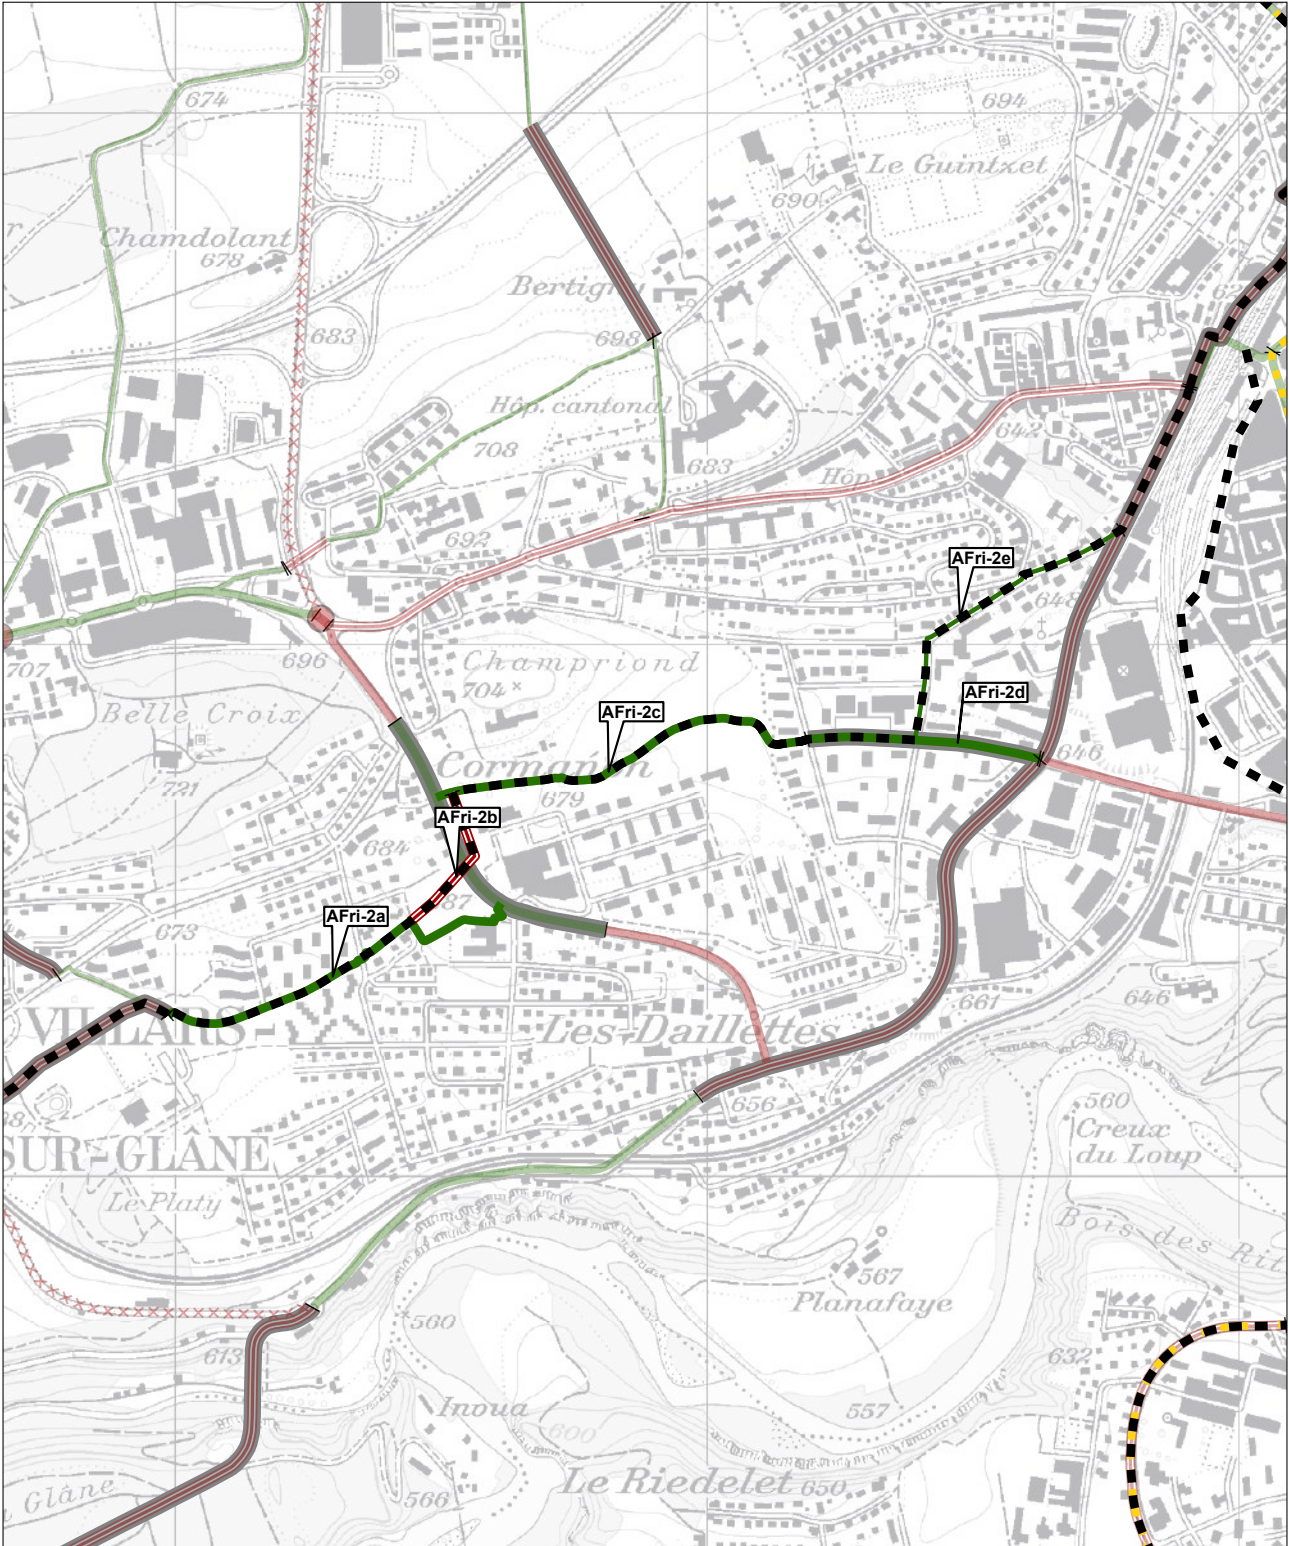 674
694
Le Guintzet
690
r
Chamdolant
678
Bertigny
683
698
Hôp. cantonal
642
708
683
Hôp
692
AFri-2e
648
696
Champriond
707
704
AFri-2d
AFri-2c
Belle Croix
646
Cormanon
721
679
AFri-2b
684
687
AFri-2a
673
661
646
VILLARS-
Les-Daillettes
656
560
Creux
du Loup
SUR-GLÂNE
Le Platy
Bois des Rit
567
Planafaye
560
613
632
Inoua
557
600
Le Riedelet 650
Glâne
566